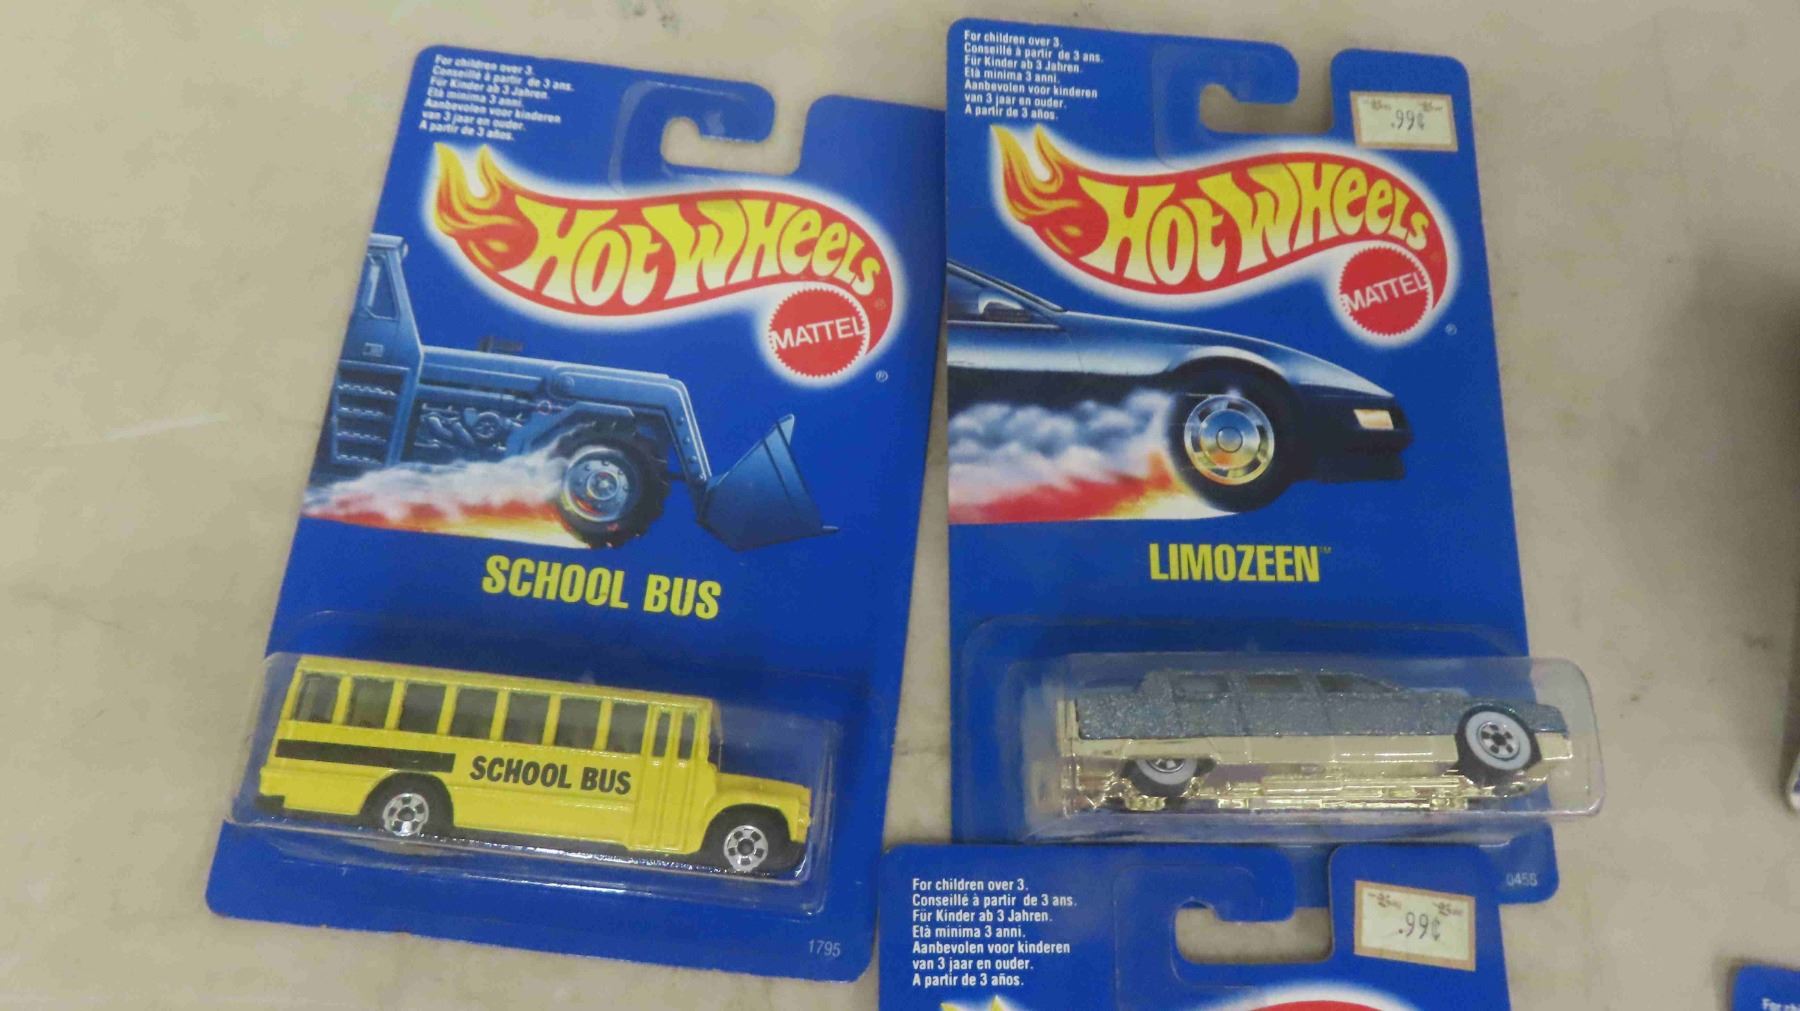 For children over 3.
Conseillé à partir de 3 ans.
Für Kinder ab 3 Jahren.
Età minima 3 anni.
Aanbevolen voor kinderen
van 3 jaar en ouder.
A partir de 3 años.
HOT WHEELS
®
MATTEL
®
SCHOOL BUS
SCHOOL BUS
1795
For children over 3.
Conseillé à partir de 3 ans.
Für Kinder ab 3 Jahren.
Età minima 3 anni.
Aanbevolen voor kinderen
van 3 jaar en ouder.
A partir de 3 años.
.99¢
HOT WHEELS
MATTEL
®
LIMOZEEN™
For children over 3.
Conseillé à partir de 3 ans.
Für Kinder ab 3 Jahren.
Età minima 3 anni.
Aanbevolen voor kinderen
van 3 jaar en ouder.
A partir de 3 años.
.99¢